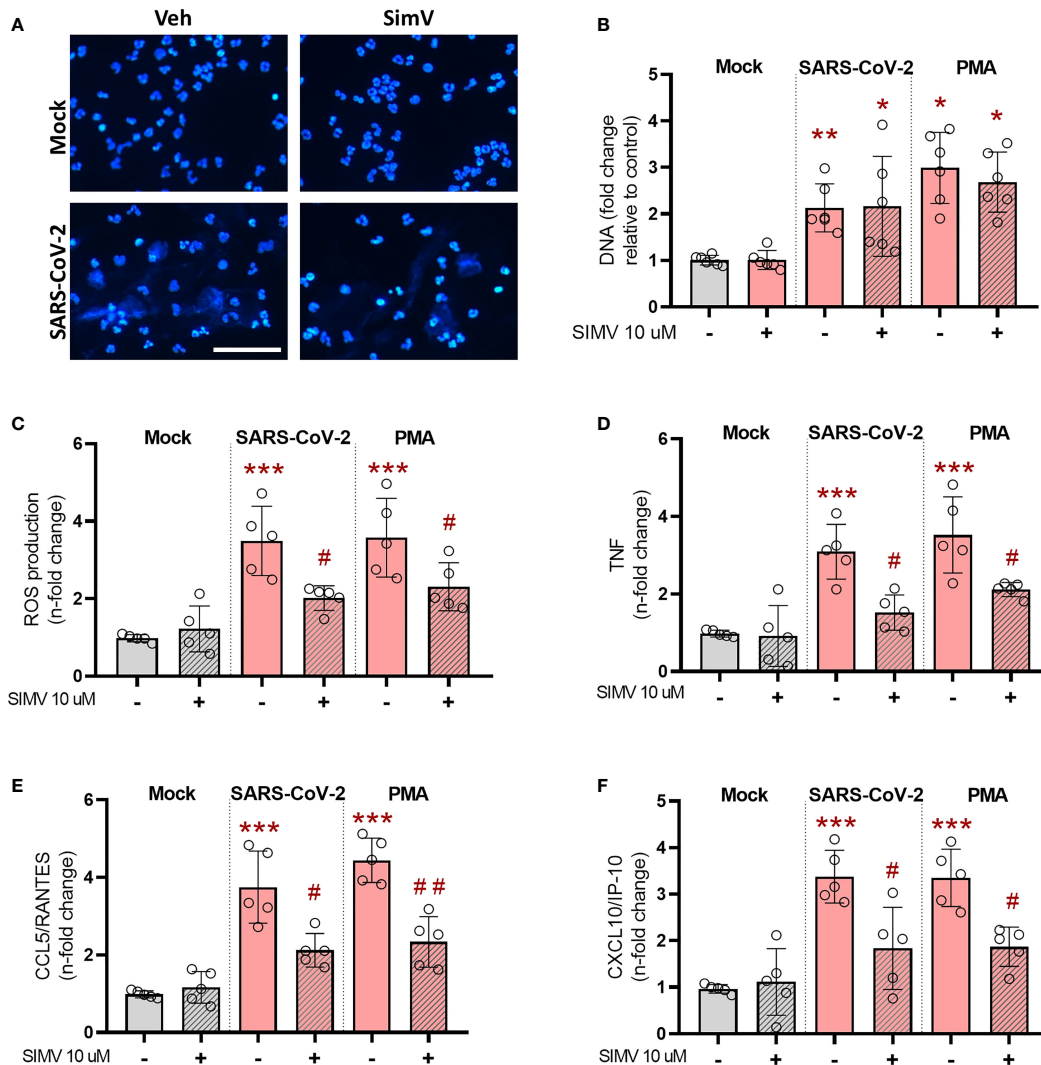 A
Veh
SimV
Mock
SARS-CoV-2
B
Mock
SARS-CoV-2
PMA
DNA (fold change
relative to control)
5
4
3
2
1
0
**
*
*
*
SIMV 10 uM
-
+
-
+
-
+
C
Mock
SARS-CoV-2
PMA
ROS production
(n-fold change)
6
4
2
0
***
#
***
#
SIMV 10 uM
-
+
-
+
-
+
D
Mock
SARS-CoV-2
PMA
TNF
(n-fold change)
6
4
2
0
***
#
***
#
SIMV 10 uM
-
+
-
+
-
+
E
Mock
SARS-CoV-2
PMA
CCL5/RANTES
(n-fold change)
6
4
2
0
***
#
***
# #
SIMV 10 uM
-
+
-
+
-
+
F
Mock
SARS-CoV-2
PMA
CXCL10/IP-10
(n-fold change)
5
4
3
2
1
0
***
#
***
#
SIMV 10 uM
-
+
-
+
-
+